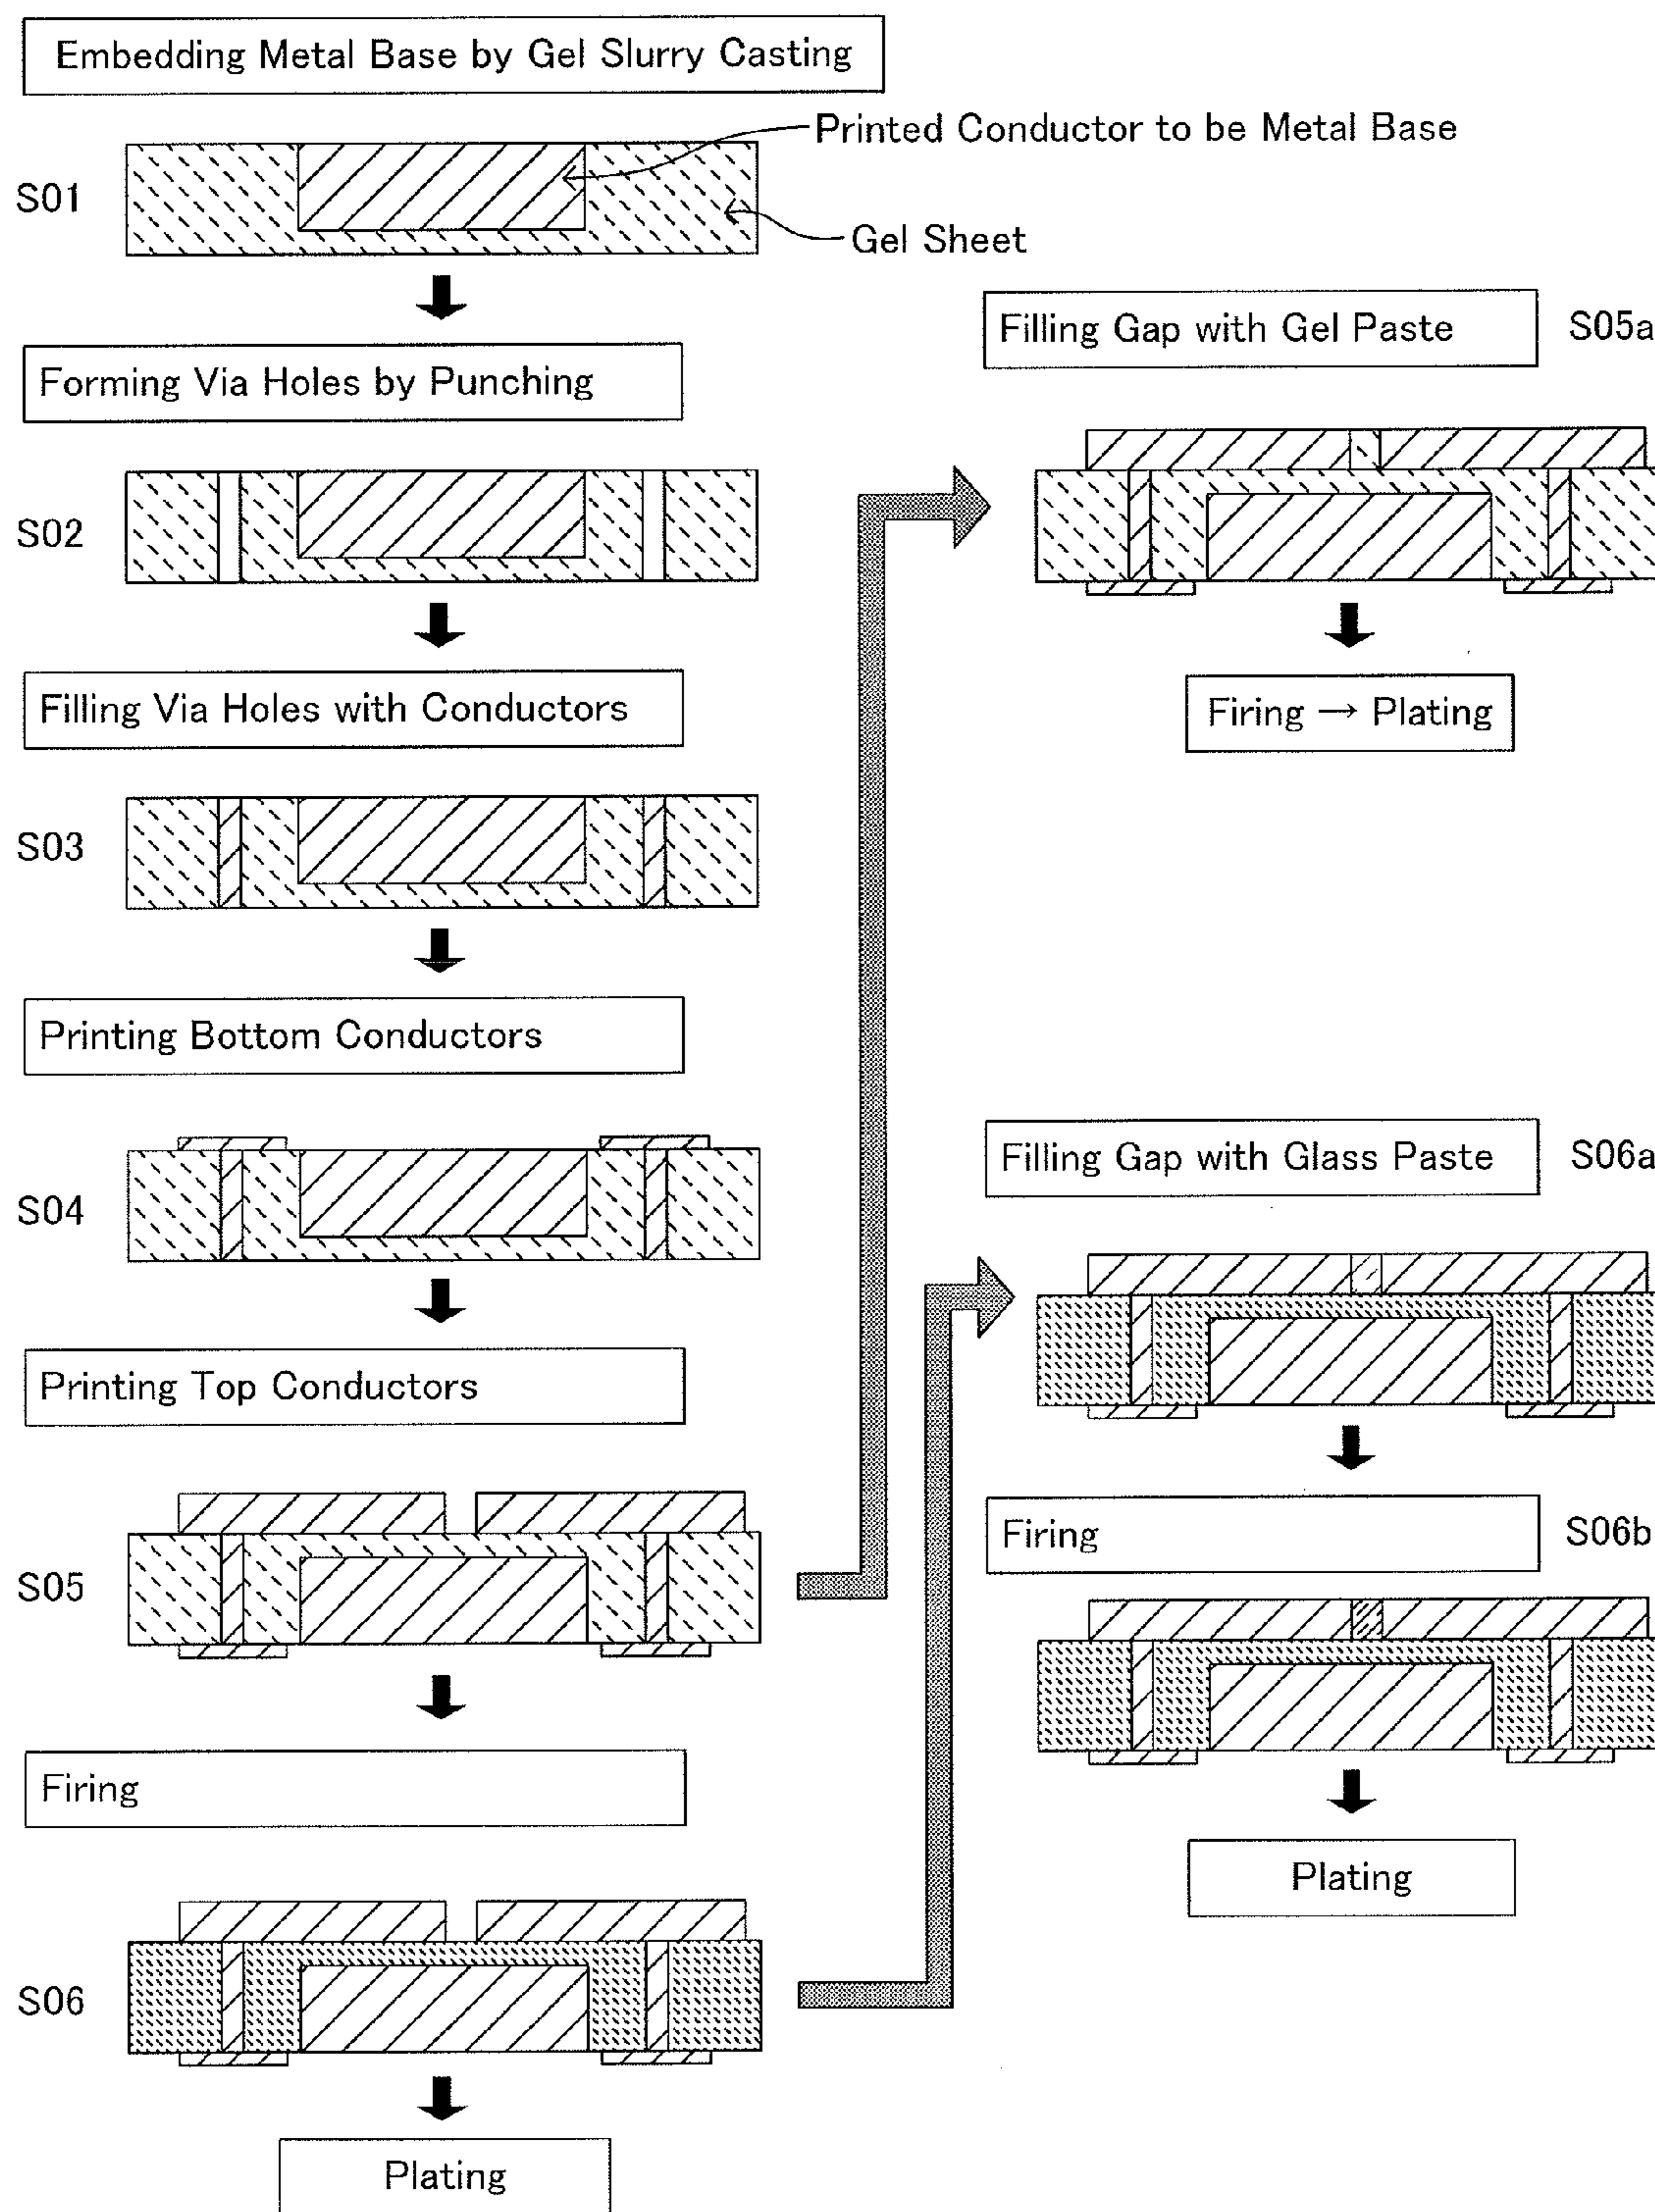 Embedding Metal Base by Gel Slurry Casting
Printed Conductor to be Metal Base
S01
Gel Sheet
Forming Via Holes by Punching
S02
Filling Via Holes with Conductors
S03
Printing Bottom Conductors
S04
Printing Top Conductors
S05
Firing
S06
Plating
Filling Gap with Gel Paste S05a
Firing → Plating
Filling Gap with Glass Paste S06a
Firing S06b
Plating